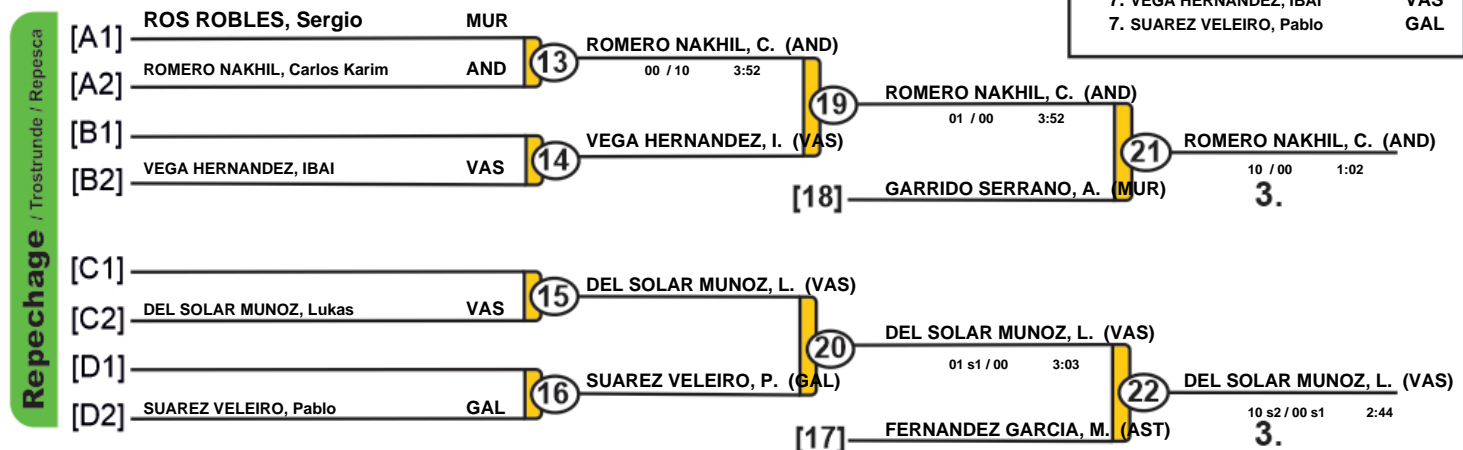 7. VEGA HERNANDEZ, IBAI VAS
7. SUAREZ VELEIRO, Pablo GAL
Repechage / Trostrunde / Repesca
[A1] ROS ROBLES, Sergio MUR
[A2] ROMERO NAKHIL, Carlos Karim AND
13 ROMERO NAKHIL, C. (AND)
00 / 10 3:52
[B1]
[B2] VEGA HERNANDEZ, IBAI VAS
14 VEGA HERNANDEZ, I. (VAS)
19 ROMERO NAKHIL, C. (AND)
01 / 00 3:52
[18] GARRIDO SERRANO, A. (MUR)
21 ROMERO NAKHIL, C. (AND)
10 / 00 1:02
3.
[C1]
[C2] DEL SOLAR MUNOZ, Lukas VAS
15 DEL SOLAR MUNOZ, L. (VAS)
[D1]
[D2] SUAREZ VELEIRO, Pablo GAL
16 SUAREZ VELEIRO, P. (GAL)
20 DEL SOLAR MUNOZ, L. (VAS)
01 s1 / 00 3:03
[17] FERNANDEZ GARCIA, M. (AST)
22 DEL SOLAR MUNOZ, L. (VAS)
10 s2 / 00 s1 2:44
3.